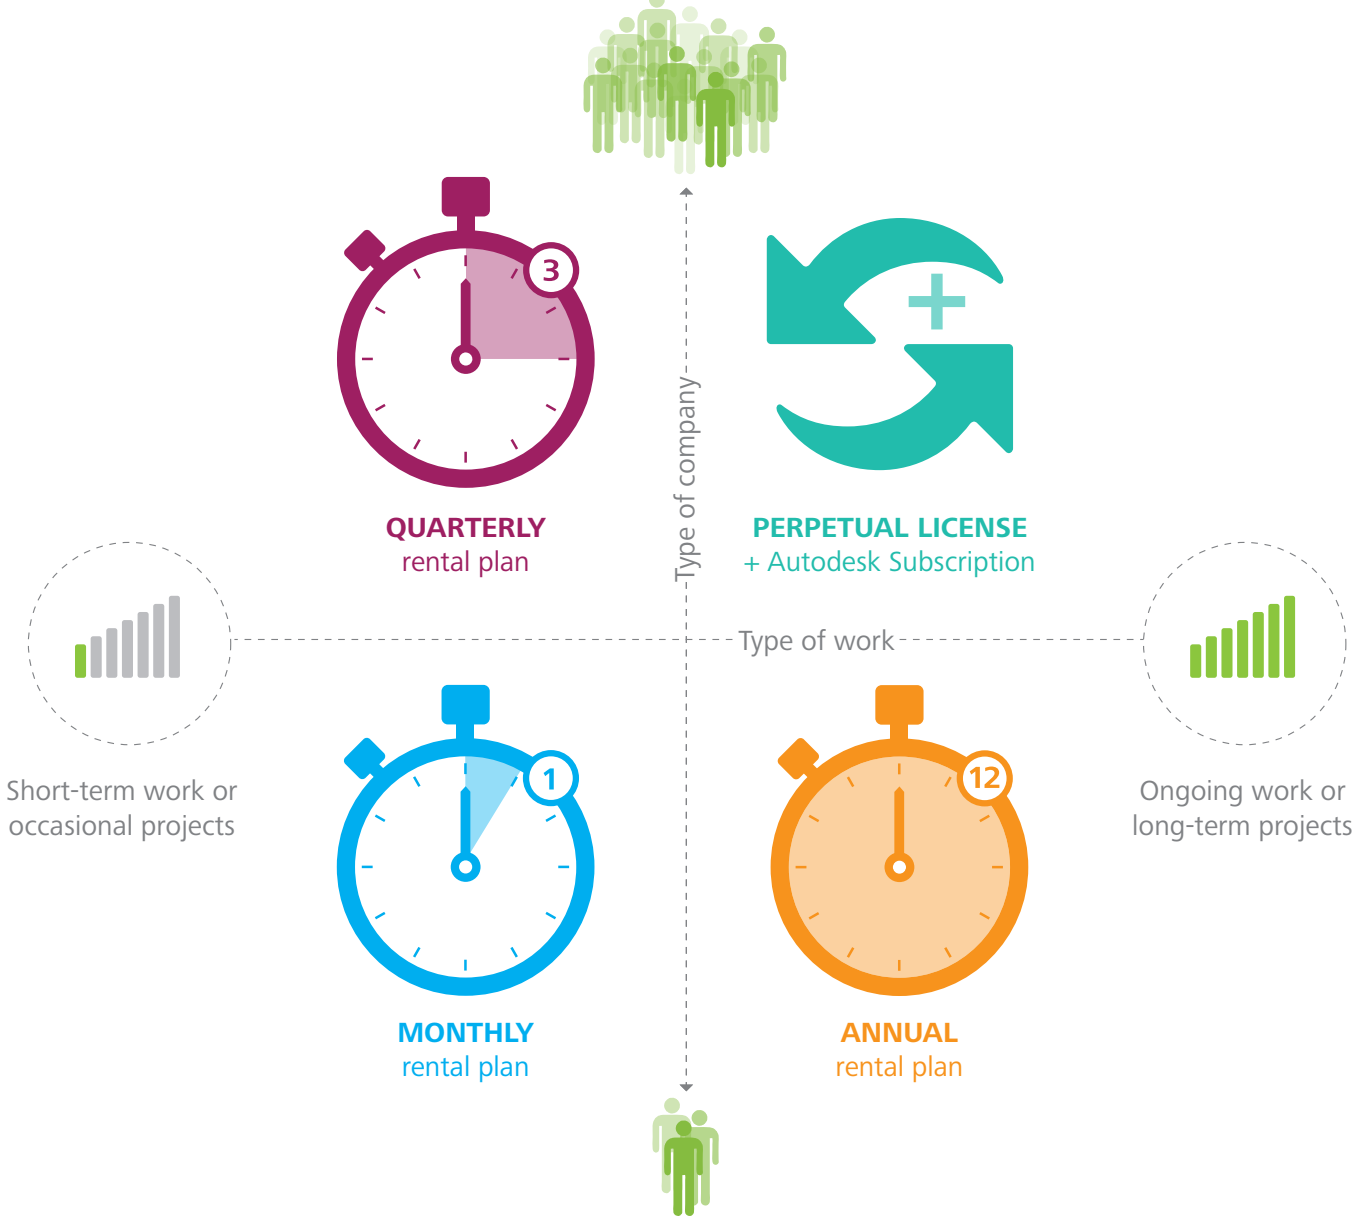 3
Type of company
QUARTERLY
rental plan
PERPETUAL LICENSE
+ Autodesk Subscription
Type of work
Short-term work or
occasional projects
Ongoing work or
long-term projects
1
12
MONTHLY
rental plan
ANNUAL
rental plan